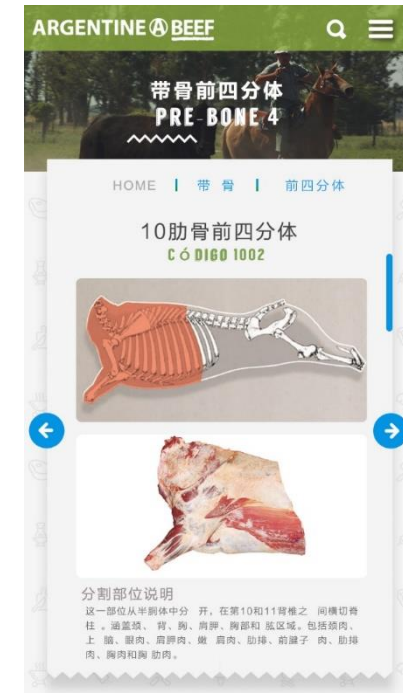 ARGENTINE A BEEF
带骨前四分体
PRE-BONE 4
HOME | 带 骨 | 前四分体
10肋骨前四分体
CóDIGO 1002
分割部位说明
这一部位从半胴体中分 开，在第10和11脊椎之 间横切脊
柱 。涵盖颈、 背、胸、肩胛、胸部和 肱区域。包括颈肉、
上 脑、眼肉、肩胛肉、嫩 肩肉、肋排、前腱子 肉、肋排
肉、胸肉和胸 肋肉。